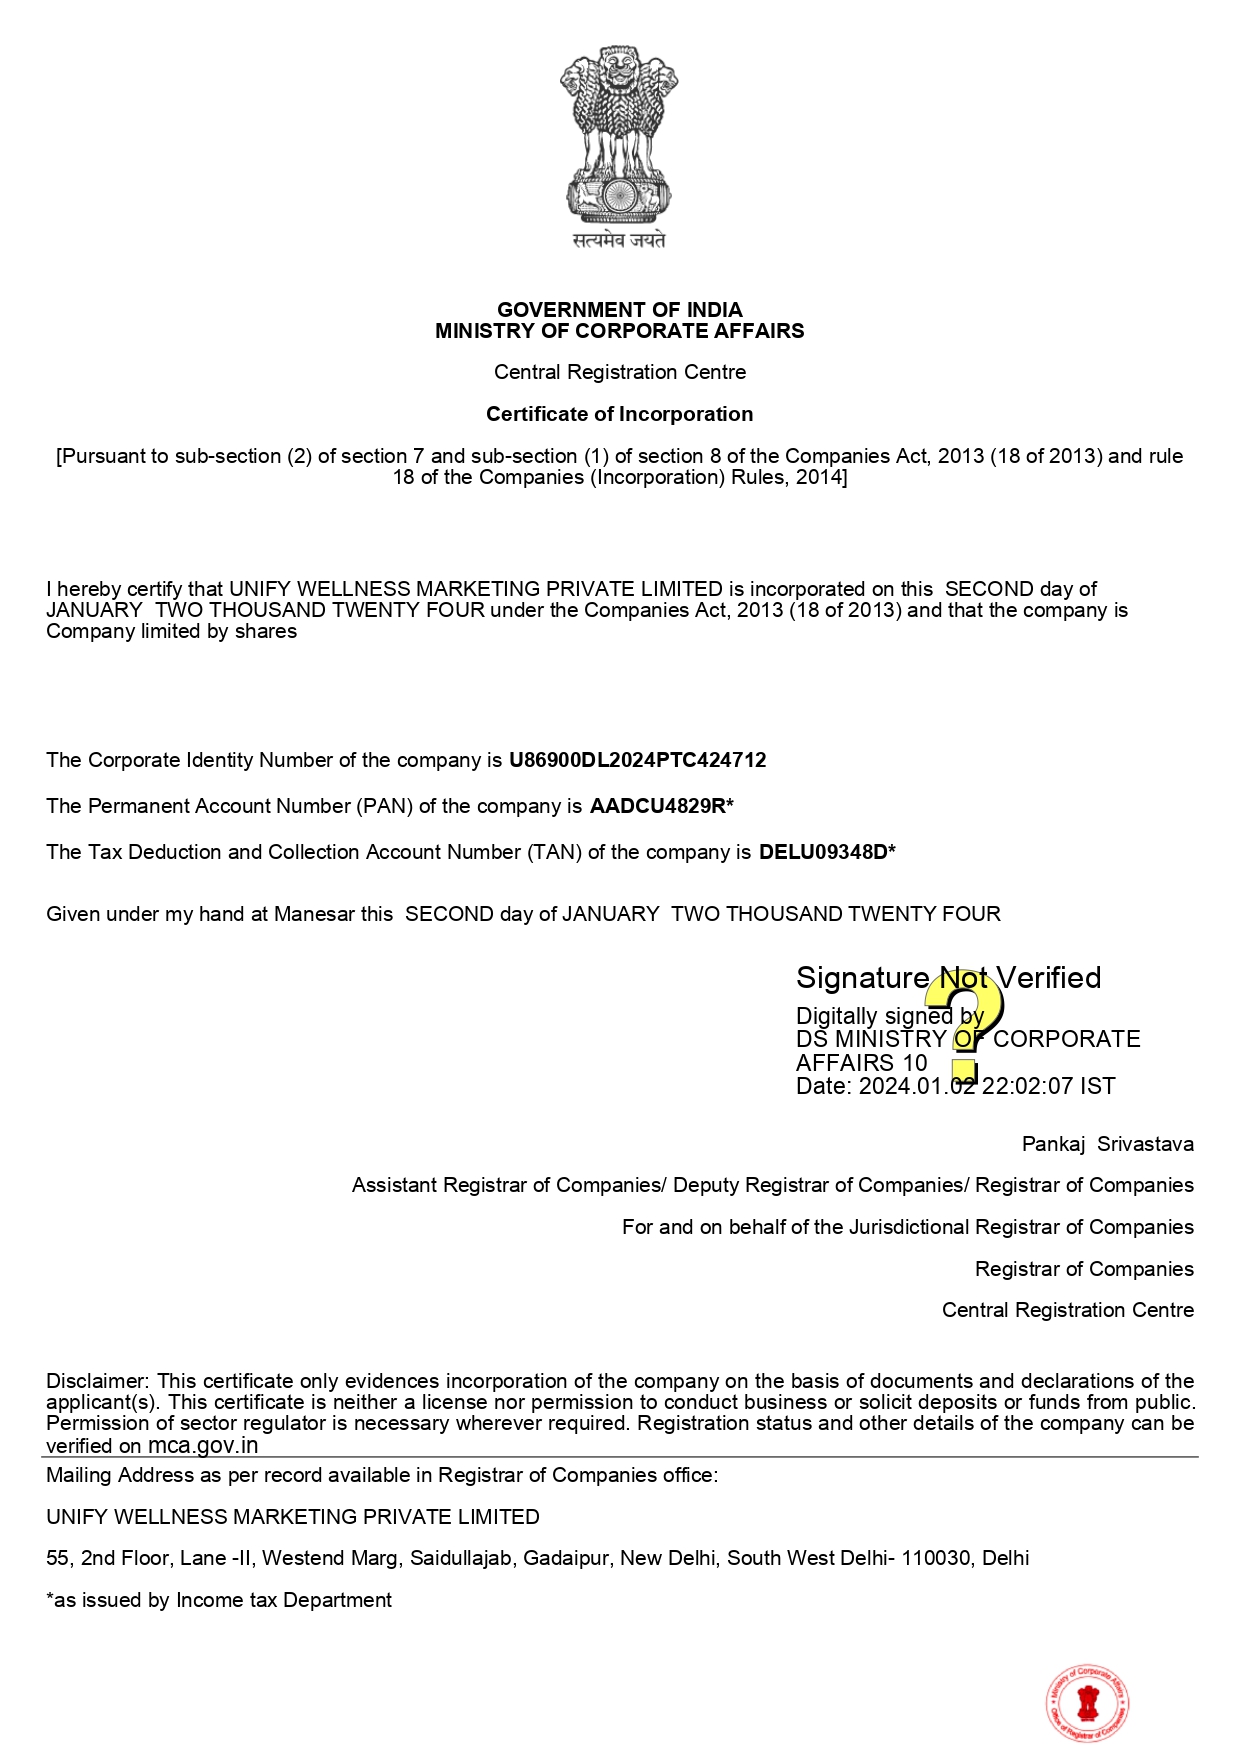 सत्यमेव जयते
GOVERNMENT OF INDIA
MINISTRY OF CORPORATE AFFAIRS
Central Registration Centre
Certificate of Incorporation
[Pursuant to sub-section (2) of section 7 and sub-section (1) of section 8 of the Companies Act, 2013 (18 of 2013) and rule
18 of the Companies (Incorporation) Rules, 2014]
I hereby certify that UNIFY WELLNESS MARKETING PRIVATE LIMITED is incorporated on this SECOND day of
JANUARY TWO THOUSAND TWENTY FOUR under the Companies Act, 2013 (18 of 2013) and that the company is
Company limited by shares
The Corporate Identity Number of the company is U86900DL2024PTC424712
The Permanent Account Number (PAN) of the company is AADCU4829R*
The Tax Deduction and Collection Account Number (TAN) of the company is DELU09348D*
Given under my hand at Manesar this SECOND day of JANUARY TWO THOUSAND TWENTY FOUR
Signature Not Verified
Digitally signed by
DS MINISTRY OF CORPORATE
AFFAIRS 10
Date: 2024.01.02 22:02:07 IST
Pankaj Srivastava
Assistant Registrar of Companies/ Deputy Registrar of Companies/ Registrar of Companies
For and on behalf of the Jurisdictional Registrar of Companies
Registrar of Companies
Central Registration Centre
Disclaimer: This certificate only evidences incorporation of the company on the basis of documents and declarations of the
applicant(s). This certificate is neither a license nor permission to conduct business or solicit deposits or funds from public.
Permission of sector regulator is necessary wherever required. Registration status and other details of the company can be
verified on mca.gov.in
Mailing Address as per record available in Registrar of Companies office:
UNIFY WELLNESS MARKETING PRIVATE LIMITED
55, 2nd Floor, Lane -II, Westend Marg, Saidullajab, Gadaipur, New Delhi, South West Delhi- 110030, Delhi
*as issued by Income tax Department
Ministry of Corporate Affairs
Office of Registrar of Companies